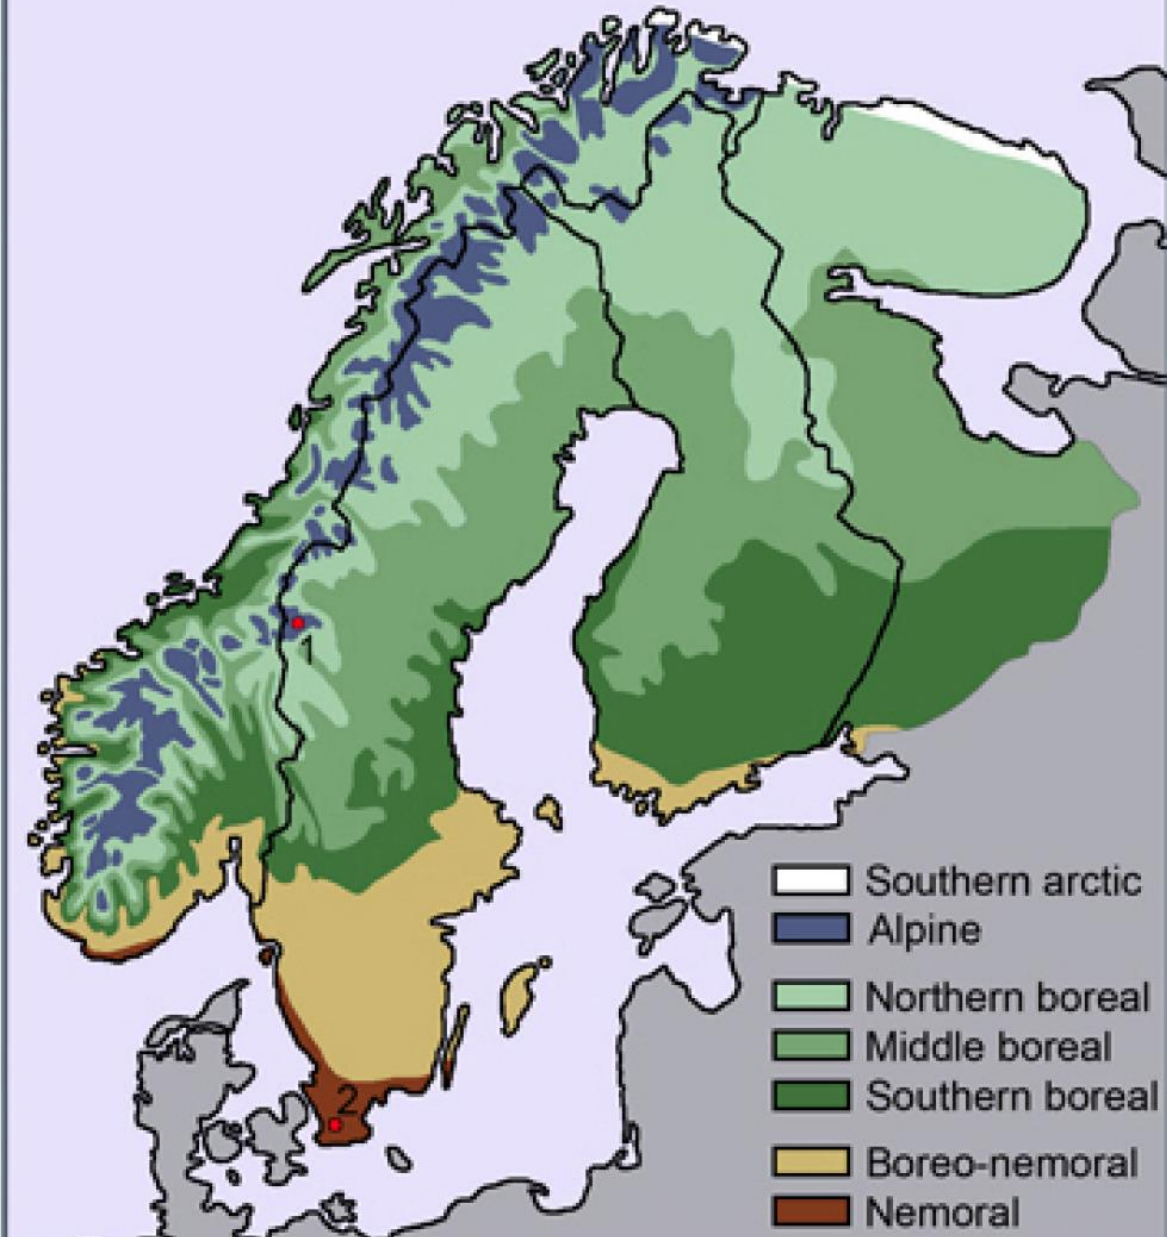 1
2
Southern arctic
Alpine
Northern boreal
Middle boreal
Southern boreal
Boreo-nemoral
Nemoral